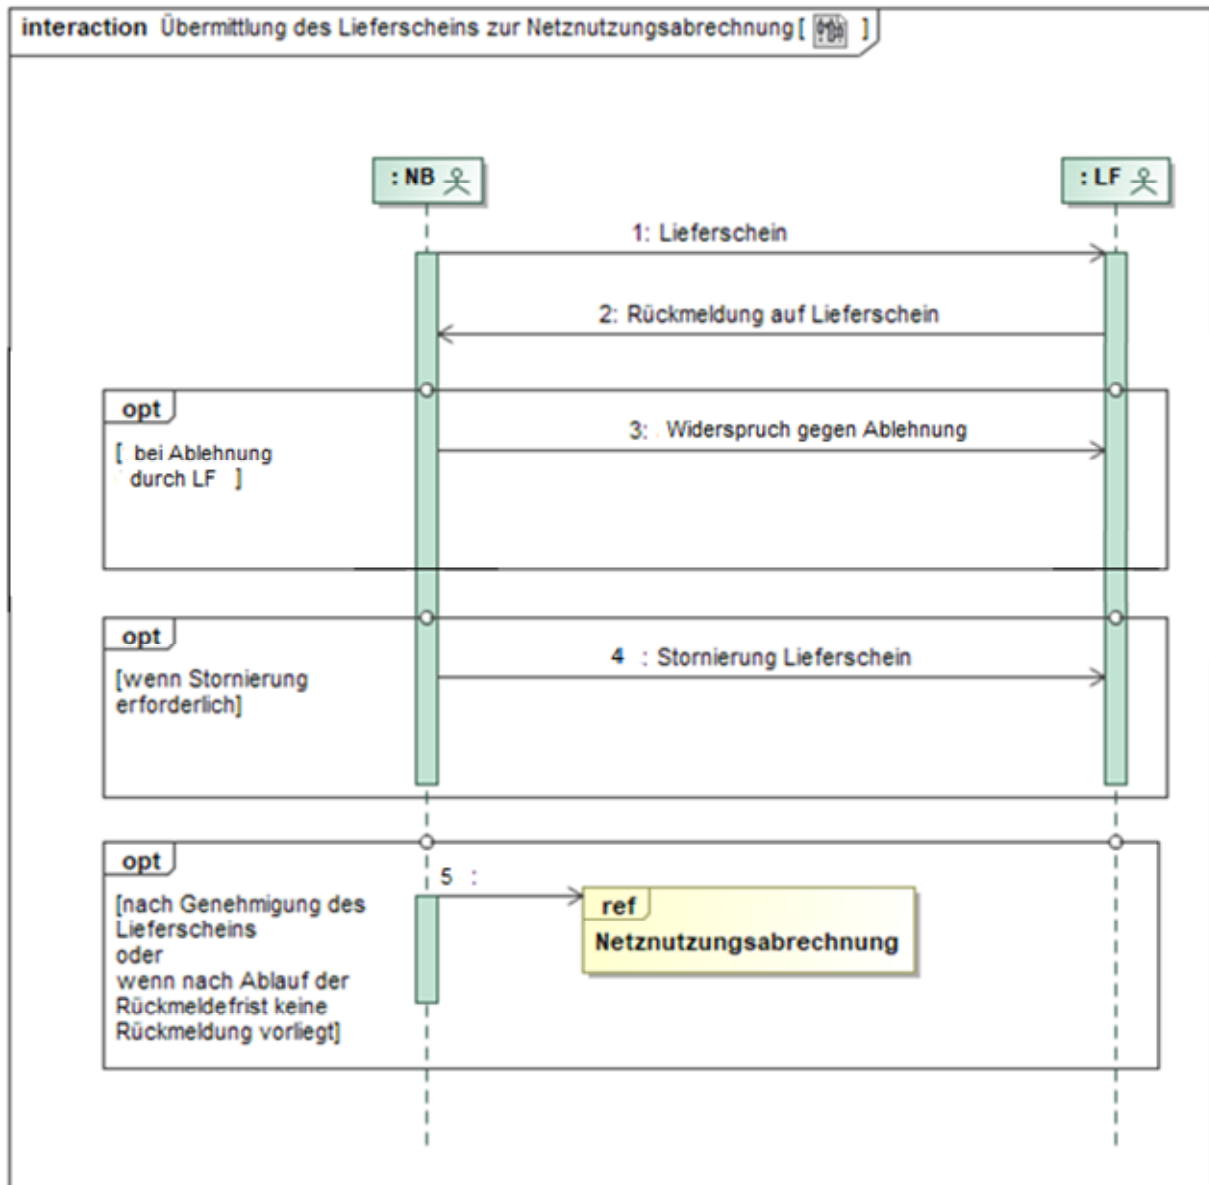 interaction Übermittlung des Lieferscheins zur Netznutzungsabrechnung[ ]
: NB
: LF
1: Lieferschein
2: Rückmeldung auf Lieferschein
opt
3: Widerspruch gegen Ablehnung
[ bei Ablehnung
durch LF ]
opt
4 : Stornierung Lieferschein
[wenn Stornierung
erforderlich]
opt
5 :
[nach Genehmigung des
Lieferscheins
oder
wenn nach Ablauf der
Rückmeldefrist keine
Rückmeldung vorliegt]
ref
Netznutzungsabrechnung